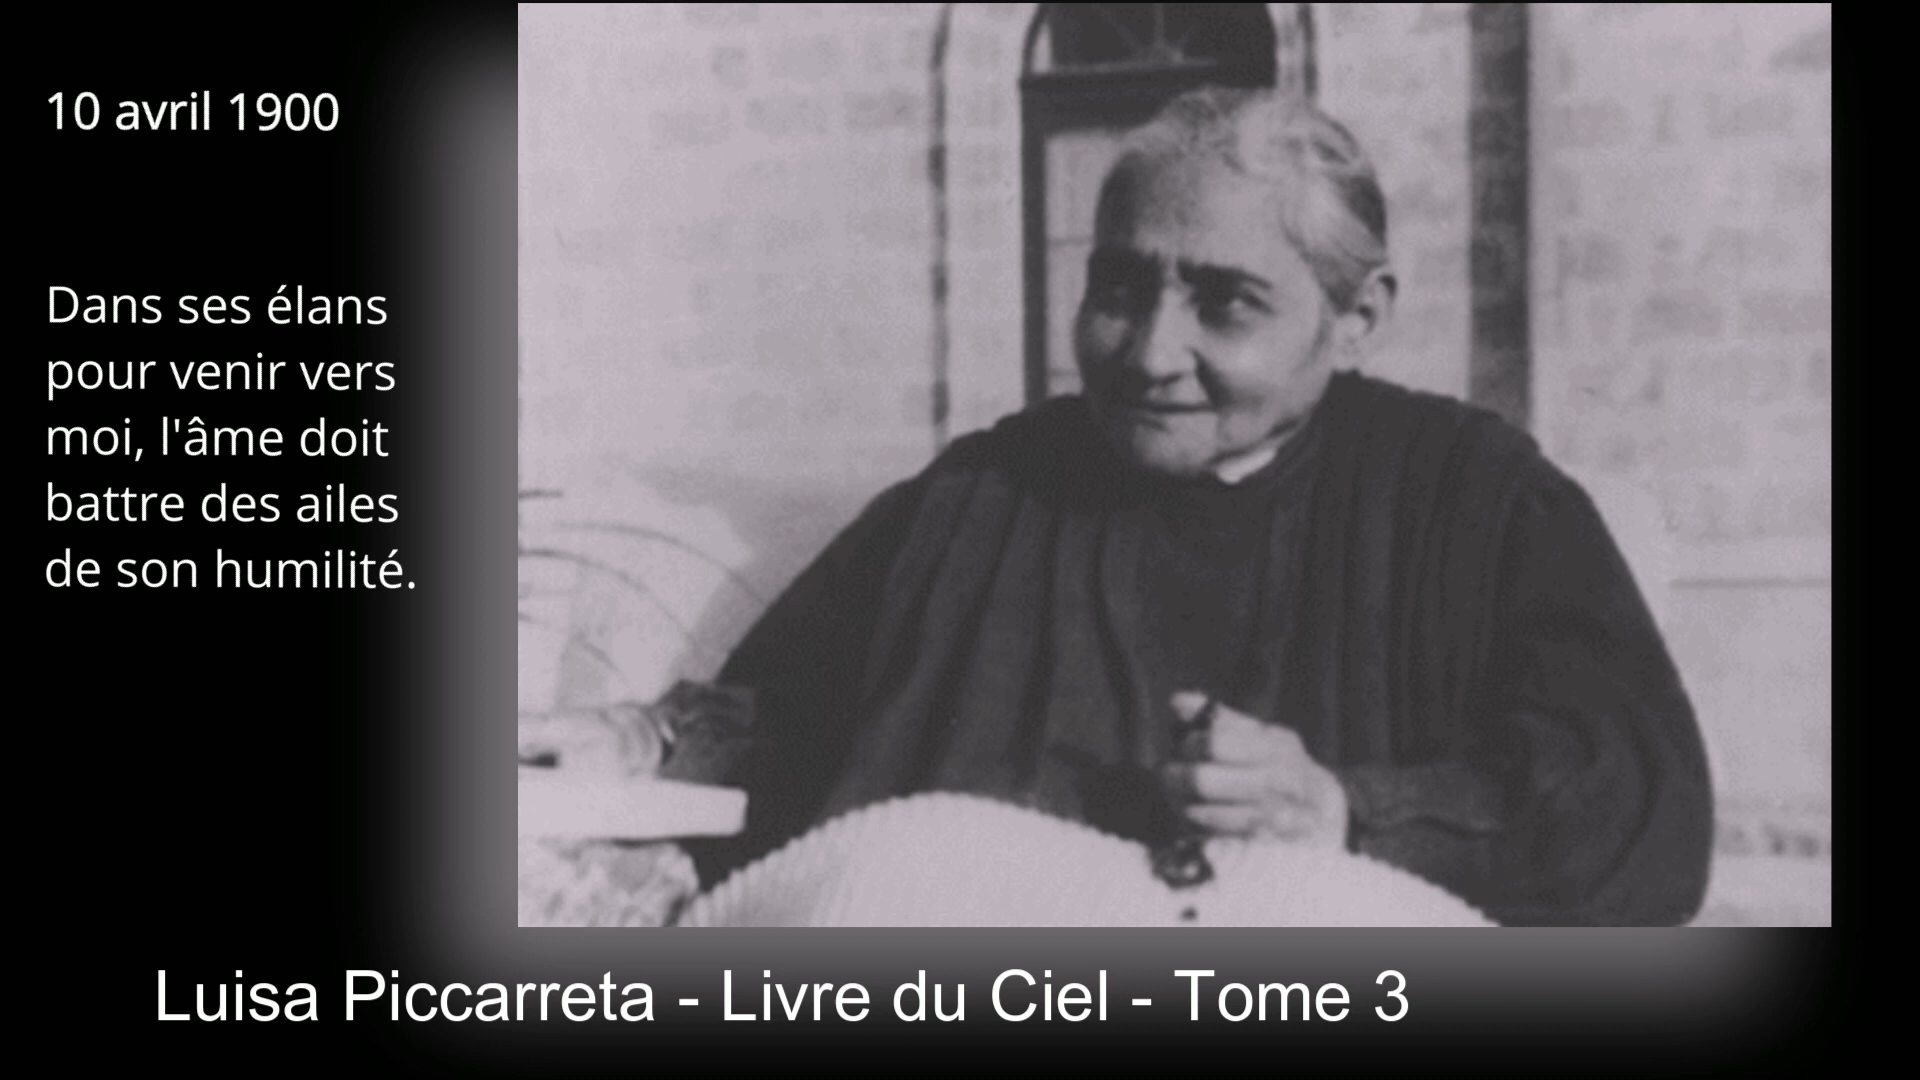 10 avril 1900
Dans ses élans
pour venir vers
moi, l'âme doit
battre des ailes
de son humilité.
Luisa Piccarreta - Livre du Ciel - Tome 3